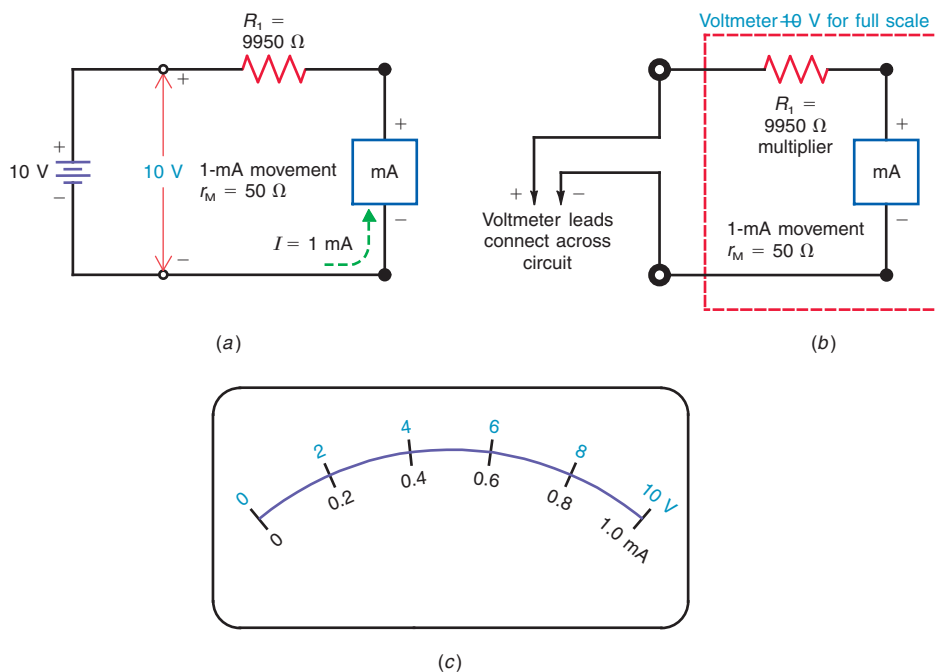 R₁ =
9950 Ω
+
+
10 V
−
10 V
1-mA movement
rM = 50 Ω
+
mA
−
I = 1 mA
−
(a)
Voltmeter 10 V for full scale
R₁ =
9950 Ω
multiplier
+
mA
−
+ −
Voltmeter leads
connect across
circuit
1-mA movement
rM = 50 Ω
(b)
0 2 4 6 8 10 V
0 0.2 0.4 0.6 0.8 1.0 mA
(c)